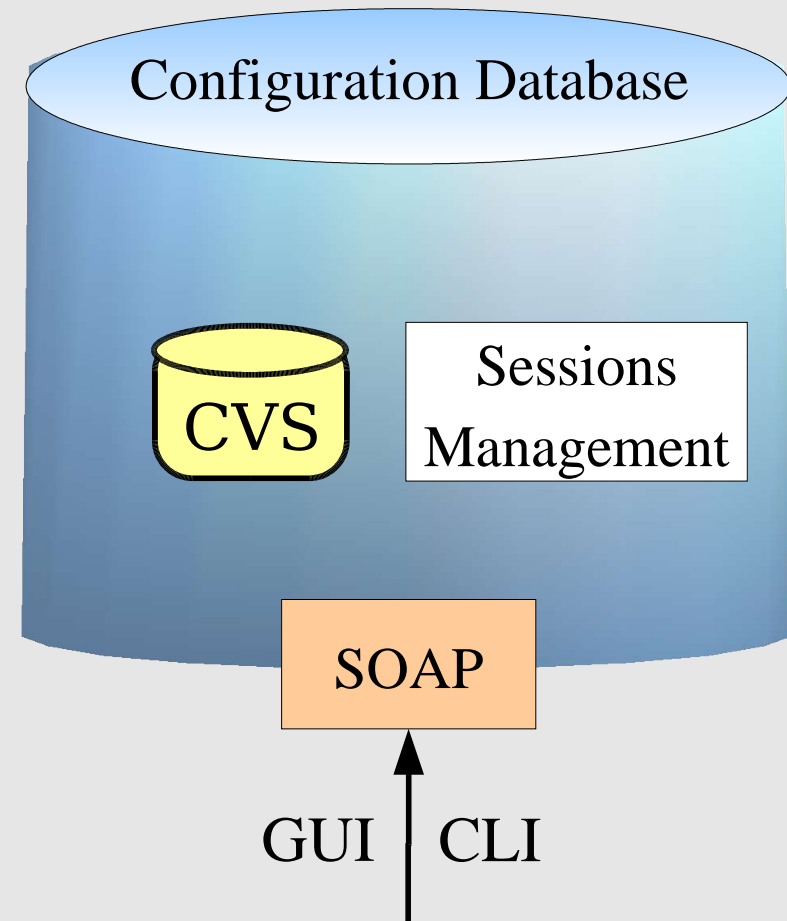 Configuration Database
CVS
Sessions
Management
SOAP
GUI CLI